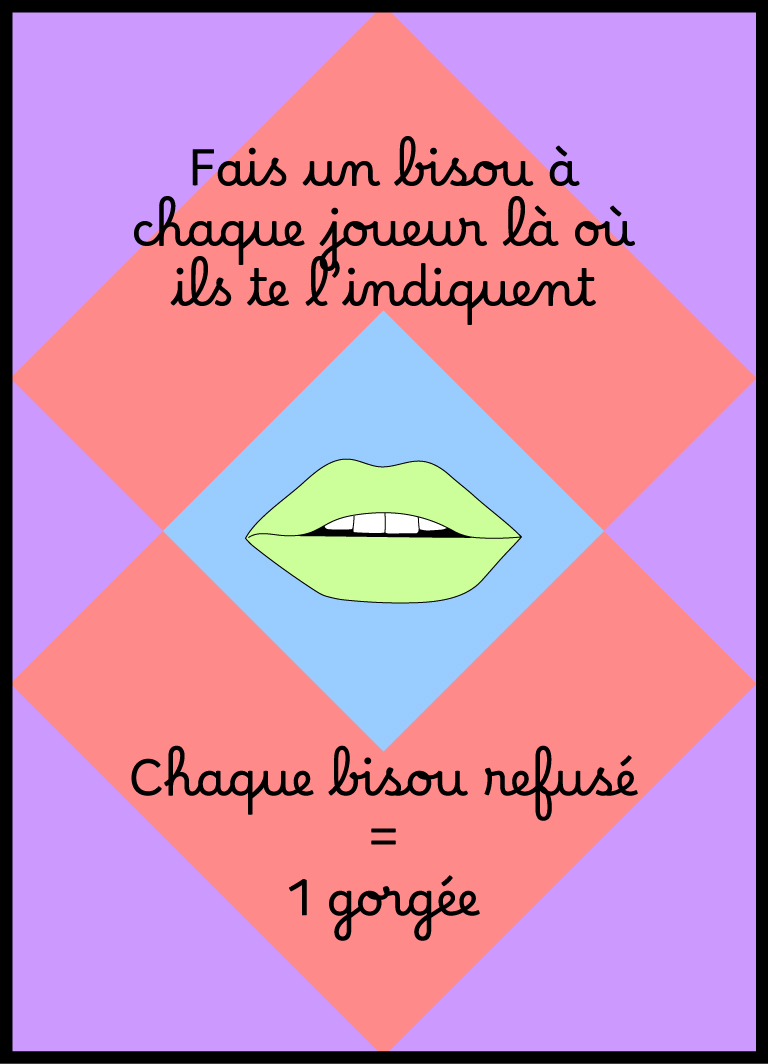 Fais un bisou à
chaque joueur là où
ils te l'indiquent
Chaque bisou refusé
=
1 gorgée